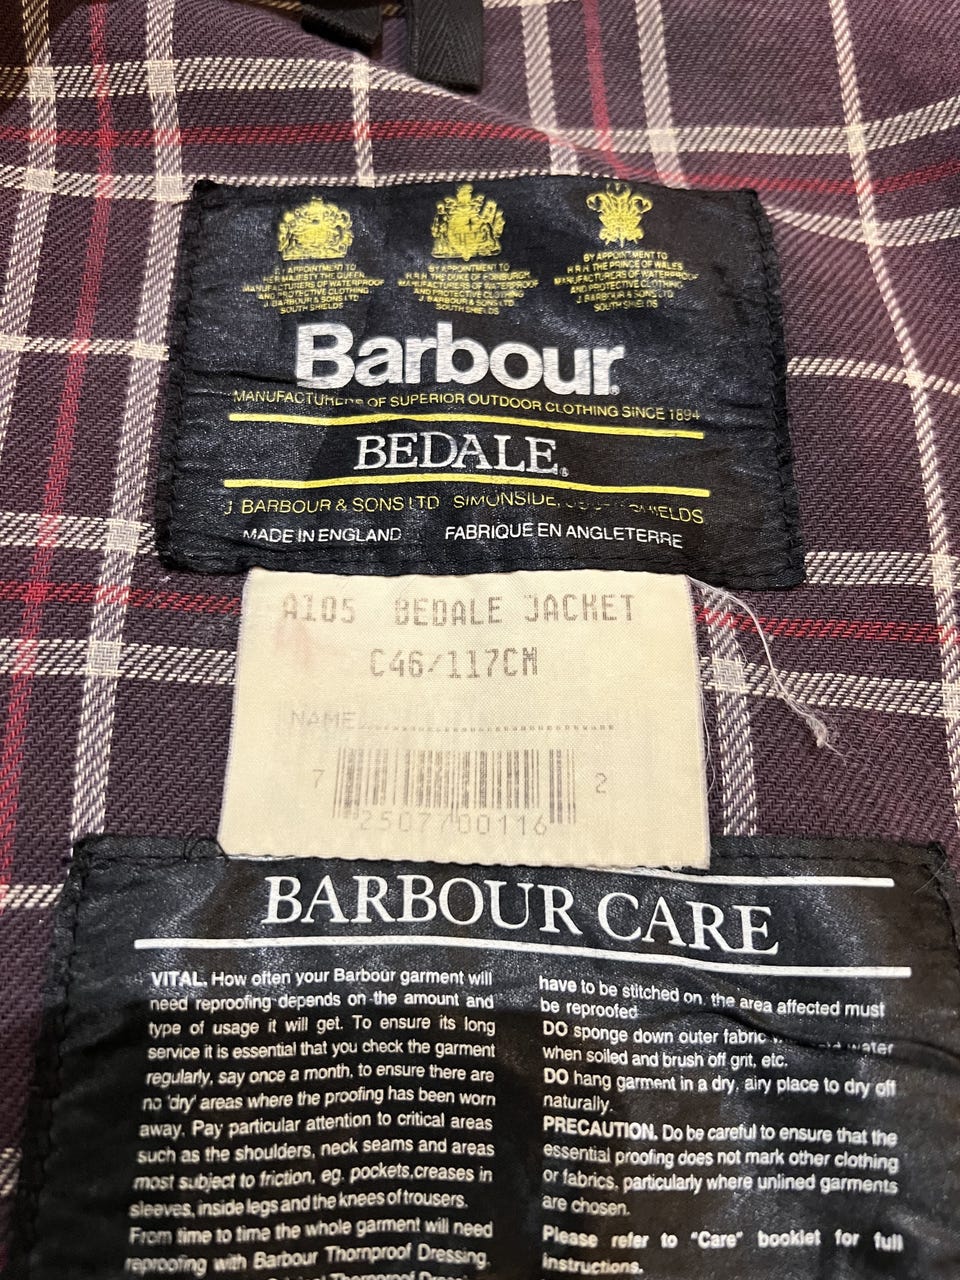 BY APPOINTMENT TO
HER MAJESTY THE QUEEN
MANUFACTURERS OF WATERPROOF
AND PROTECTIVE CLOTHING
J. BARBOUR & SONS LTD
SOUTH SHIELDS
BY APPOINTMENT TO
H.R.H. THE DUKE OF EDINBURGH
MANUFACTURERS OF WATERPROOF
AND PROTECTIVE CLOTHING
J. BARBOUR & SONS LTD
SOUTH SHIELDS
BY APPOINTMENT TO
H.R.H. THE PRINCE OF WALES
MANUFACTURERS OF WATERPROOF
AND PROTECTIVE CLOTHING
J. BARBOUR & SONS LTD
SOUTH SHIELDS
Barbour
MANUFACTURERS OF SUPERIOR OUTDOOR CLOTHING SINCE 1894
BEDALE®
J. BARBOUR & SONS LTD SIMONSIDE, SHIELDS
MADE IN ENGLAND FABRIQUE EN ANGLETERRE
A105 BEDALE JACKET
C46/117CM
NAME
7 2507700116 2
BARBOUR CARE
VITAL. How often your Barbour garment will
need reproofing depends on the amount and
type of usage it will get. To ensure its long
service it is essential that you check the garment
regularly, say once a month, to ensure there are
no 'dry' areas where the proofing has been worn
away. Pay particular attention to critical areas
such as the shoulders, neck seams and areas
most subject to friction, eg. pockets,creases in
sleeves, inside legs and the knees of trousers.
From time to time the whole garment will need
reproofing with Barbour Thornproof Dressing.
Original Thornproof
have to be stitched on, the area affected must
be reproofed
DO sponge down outer fabric water
when soiled and brush off grit, etc.
DO hang garment in a dry, airy place to dry off
naturally.
PRECAUTION. Do be careful to ensure that the
essential proofing does not mark other clothing
or fabrics, particularly where unlined garments
are chosen.
Please refer to "Care" booklet for full
instructions.